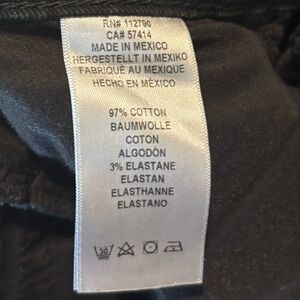 RN# 112790
CA# 57414
MADE IN MEXICO
HERGESTELLT IN MEXIKO
FABRIQUÉ AU MEXIQUE
HECHO EN MÉXICO
97% COTTON
BAUMWOLLE
COTON
ALGODÓN
3% ELASTANE
ELASTAN
ELASTHANNE
ELASTANO
30